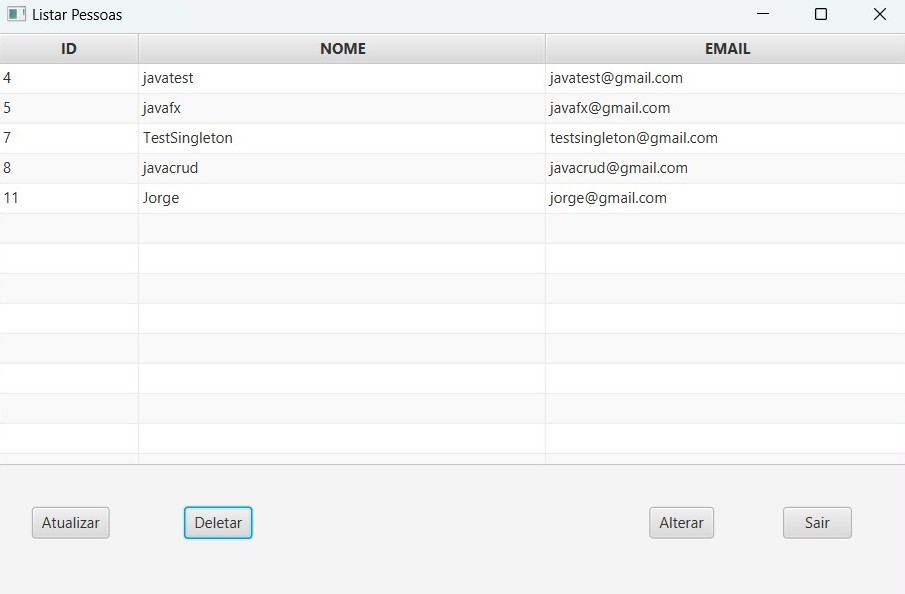 Listar Pessoas
ID NOME EMAIL
4 javatest javatest@gmail.com
5 javafx javafx@gmail.com
7 TestSingleton testsingleton@gmail.com
8 javacrud javacrud@gmail.com
11 Jorge jorge@gmail.com
Atualizar Deletar Alterar Sair